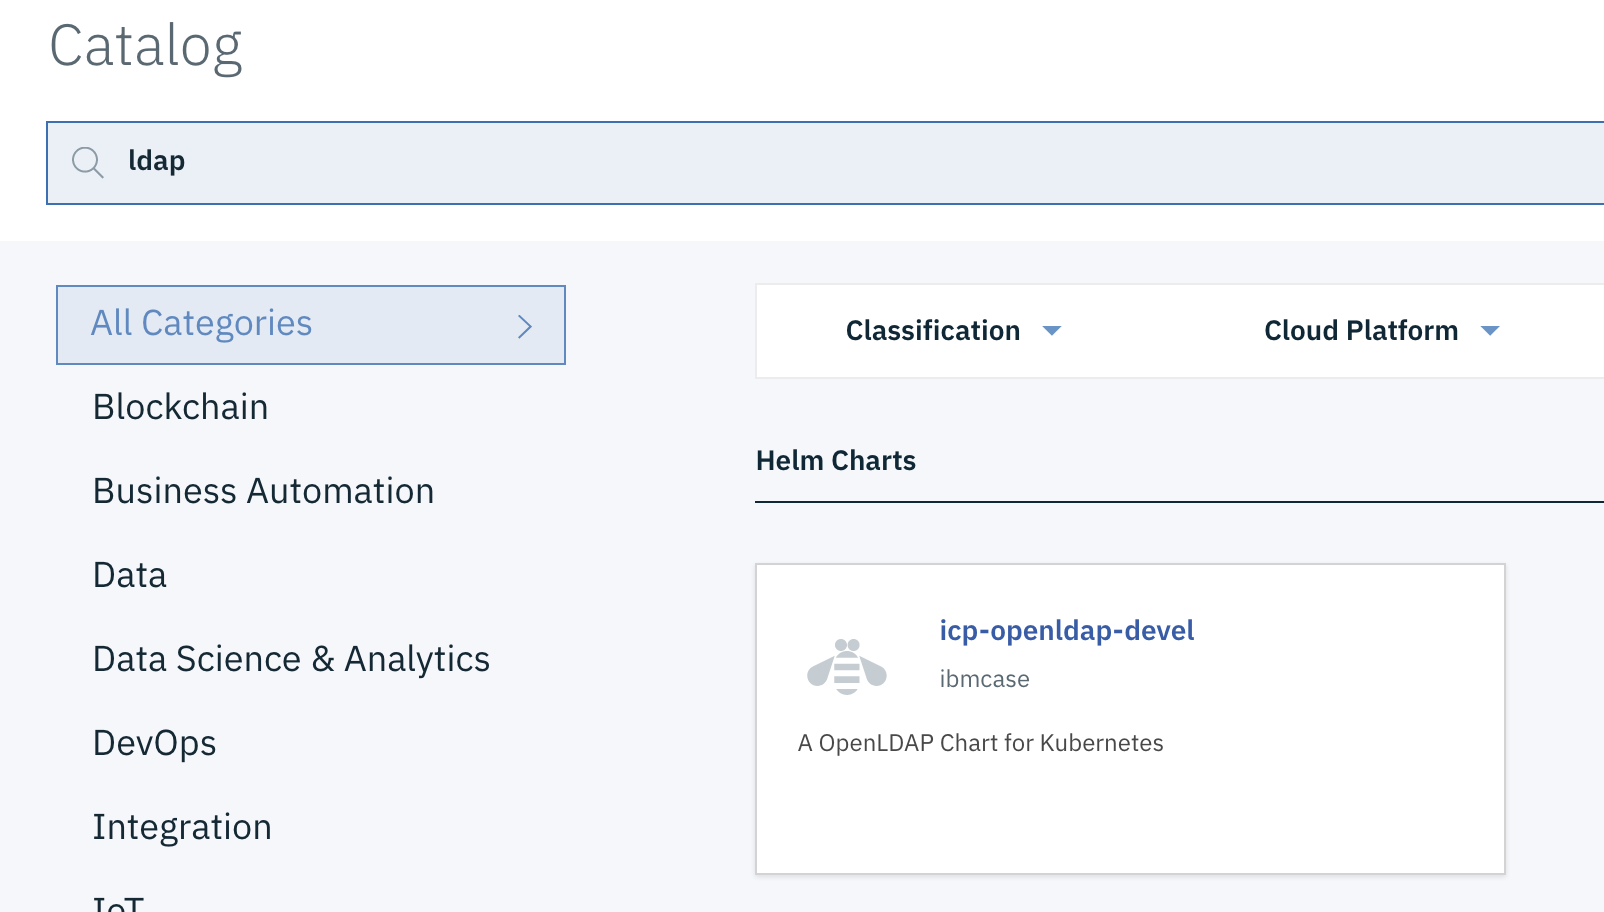 Catalog
ldap
All Categories
Blockchain
Business Automation
Data
Data Science & Analytics
DevOps
Integration
IoT
Classification
Cloud Platform
Helm Charts
icp-openldap-devel
ibmcase
A OpenLDAP Chart for Kubernetes